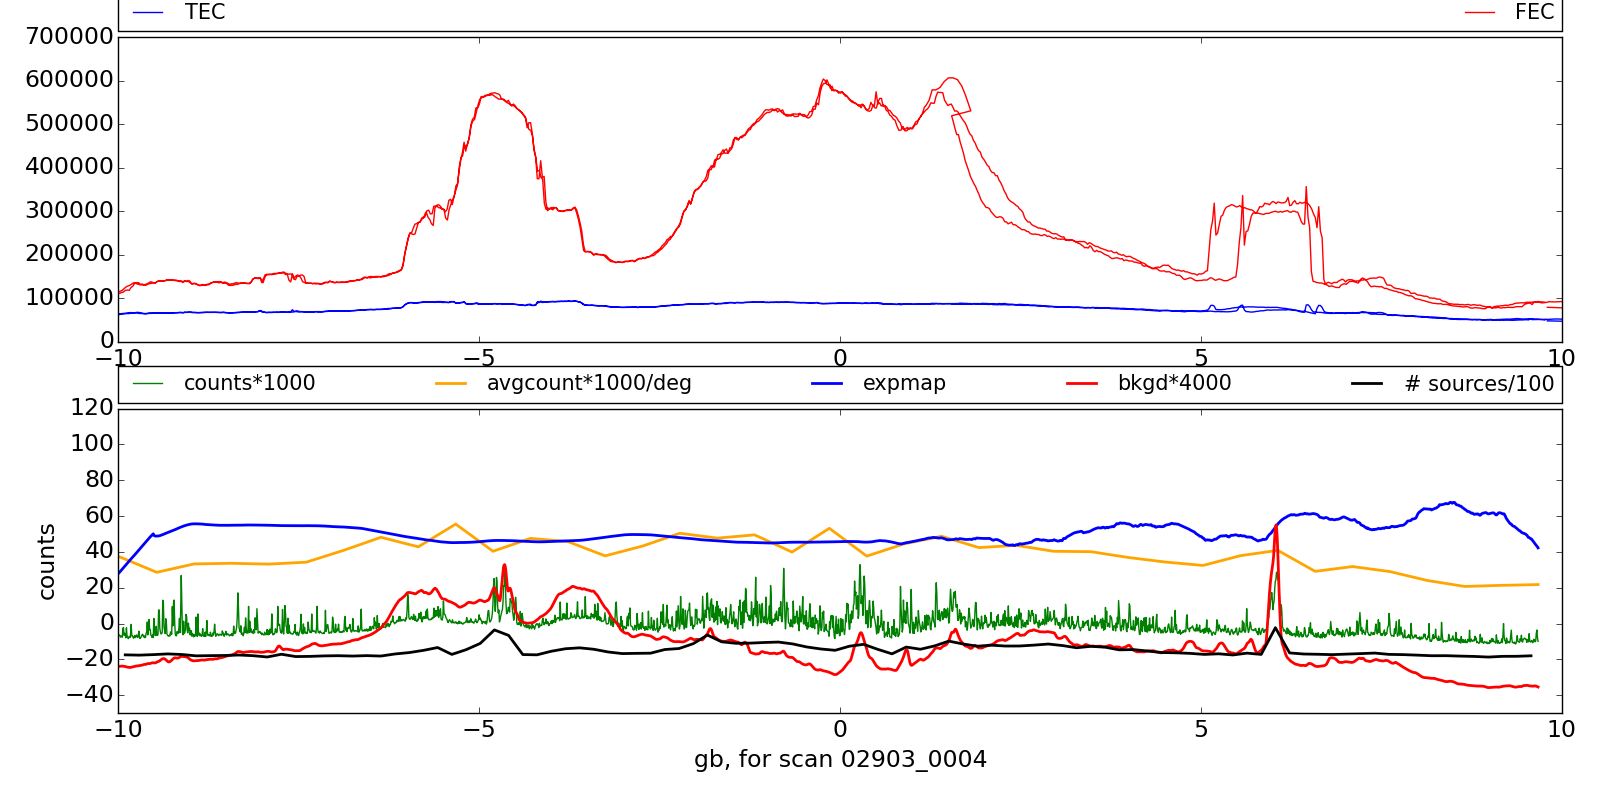 TEC FEC
700000
600000
500000
400000
300000
200000
100000
0
−10 −5 0 5 10
counts*1000 avgcount*1000/deg expmap bkgd*4000 # sources/100
120
100
80
60
40
20
0
−20
−40
counts
−10 −5 0 5 10
gb, for scan 02903_0004